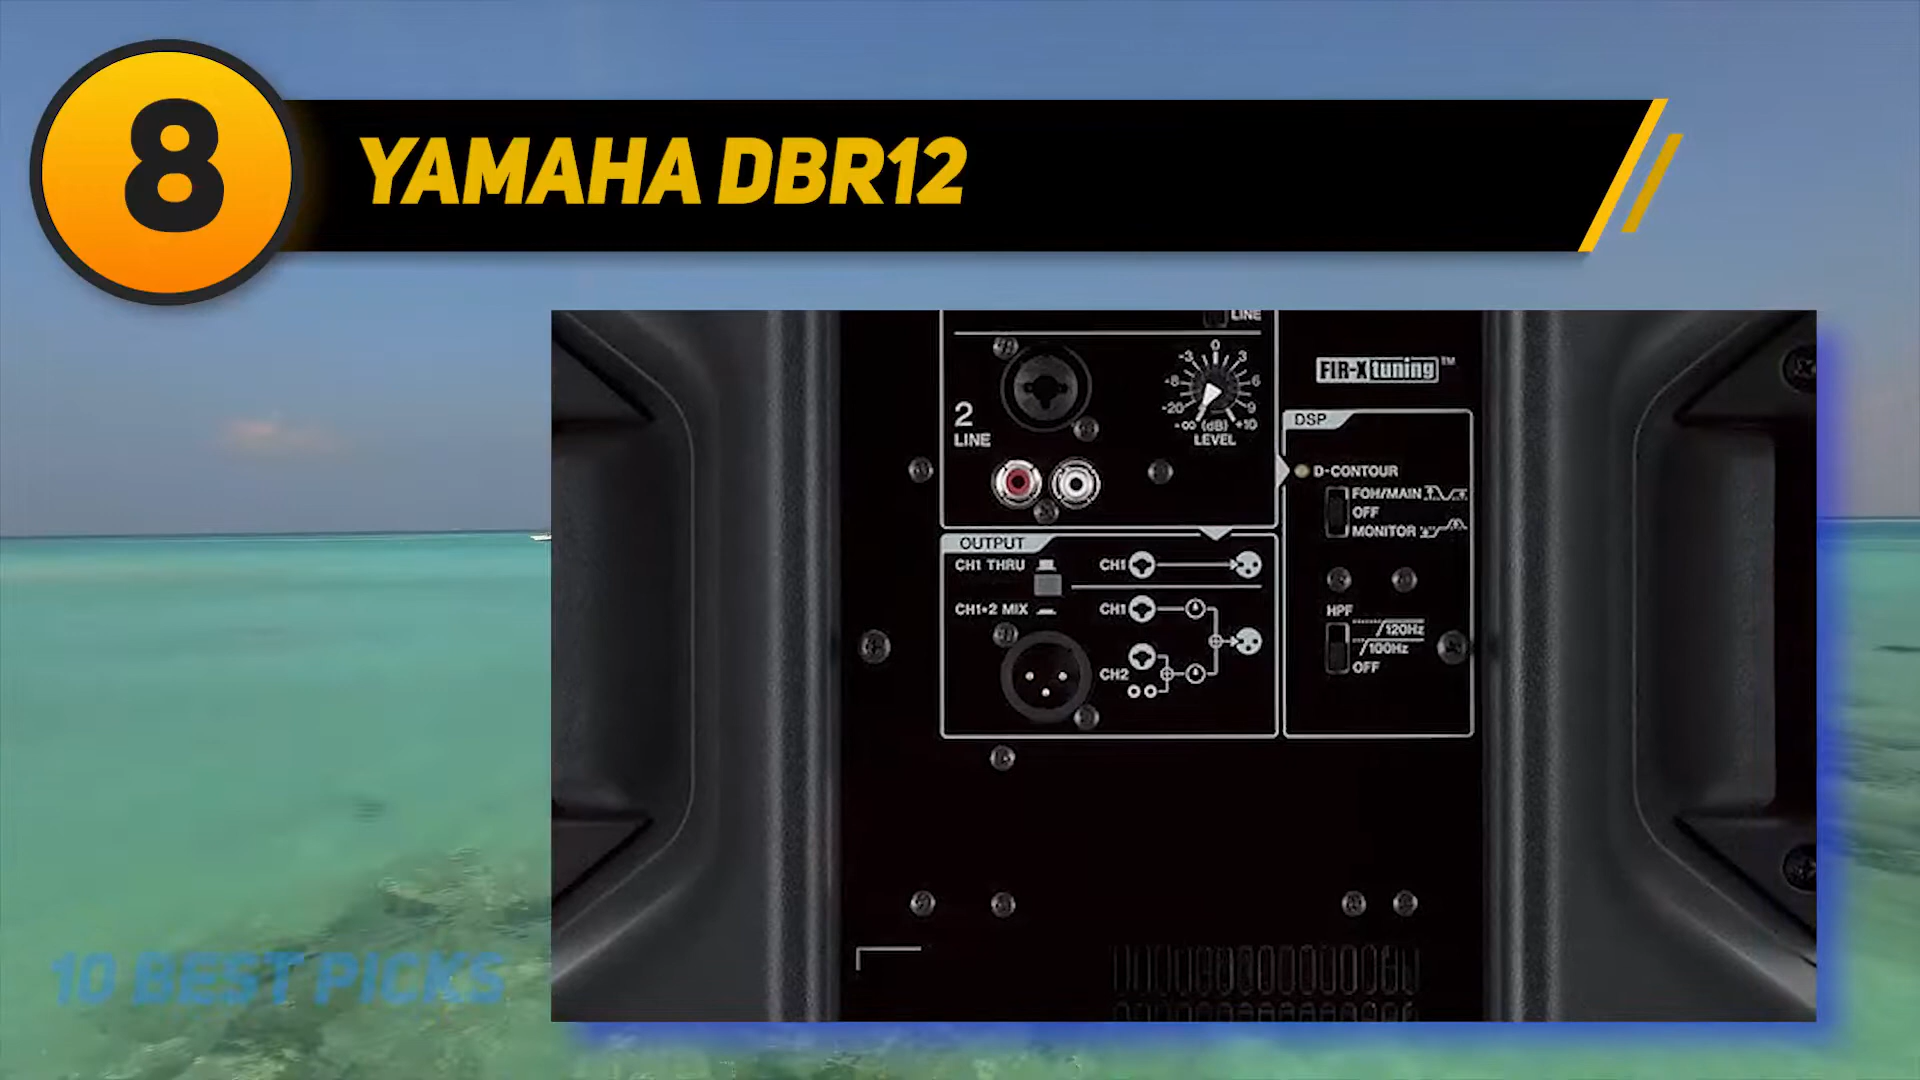 8
YAMAHA DBR12
LINE
2
LINE
0
-3 3
-8 6
-20 9
-∞ (dB) +10
LEVEL
FIR-X tuning™
DSP
D-CONTOUR
FOH/MAIN
OFF
MONITOR
HPF
120Hz
100Hz
OFF
OUTPUT
CH1 THRU
CH1
CH1+2 MIX
CH1
CH2
10 BEST PICKS